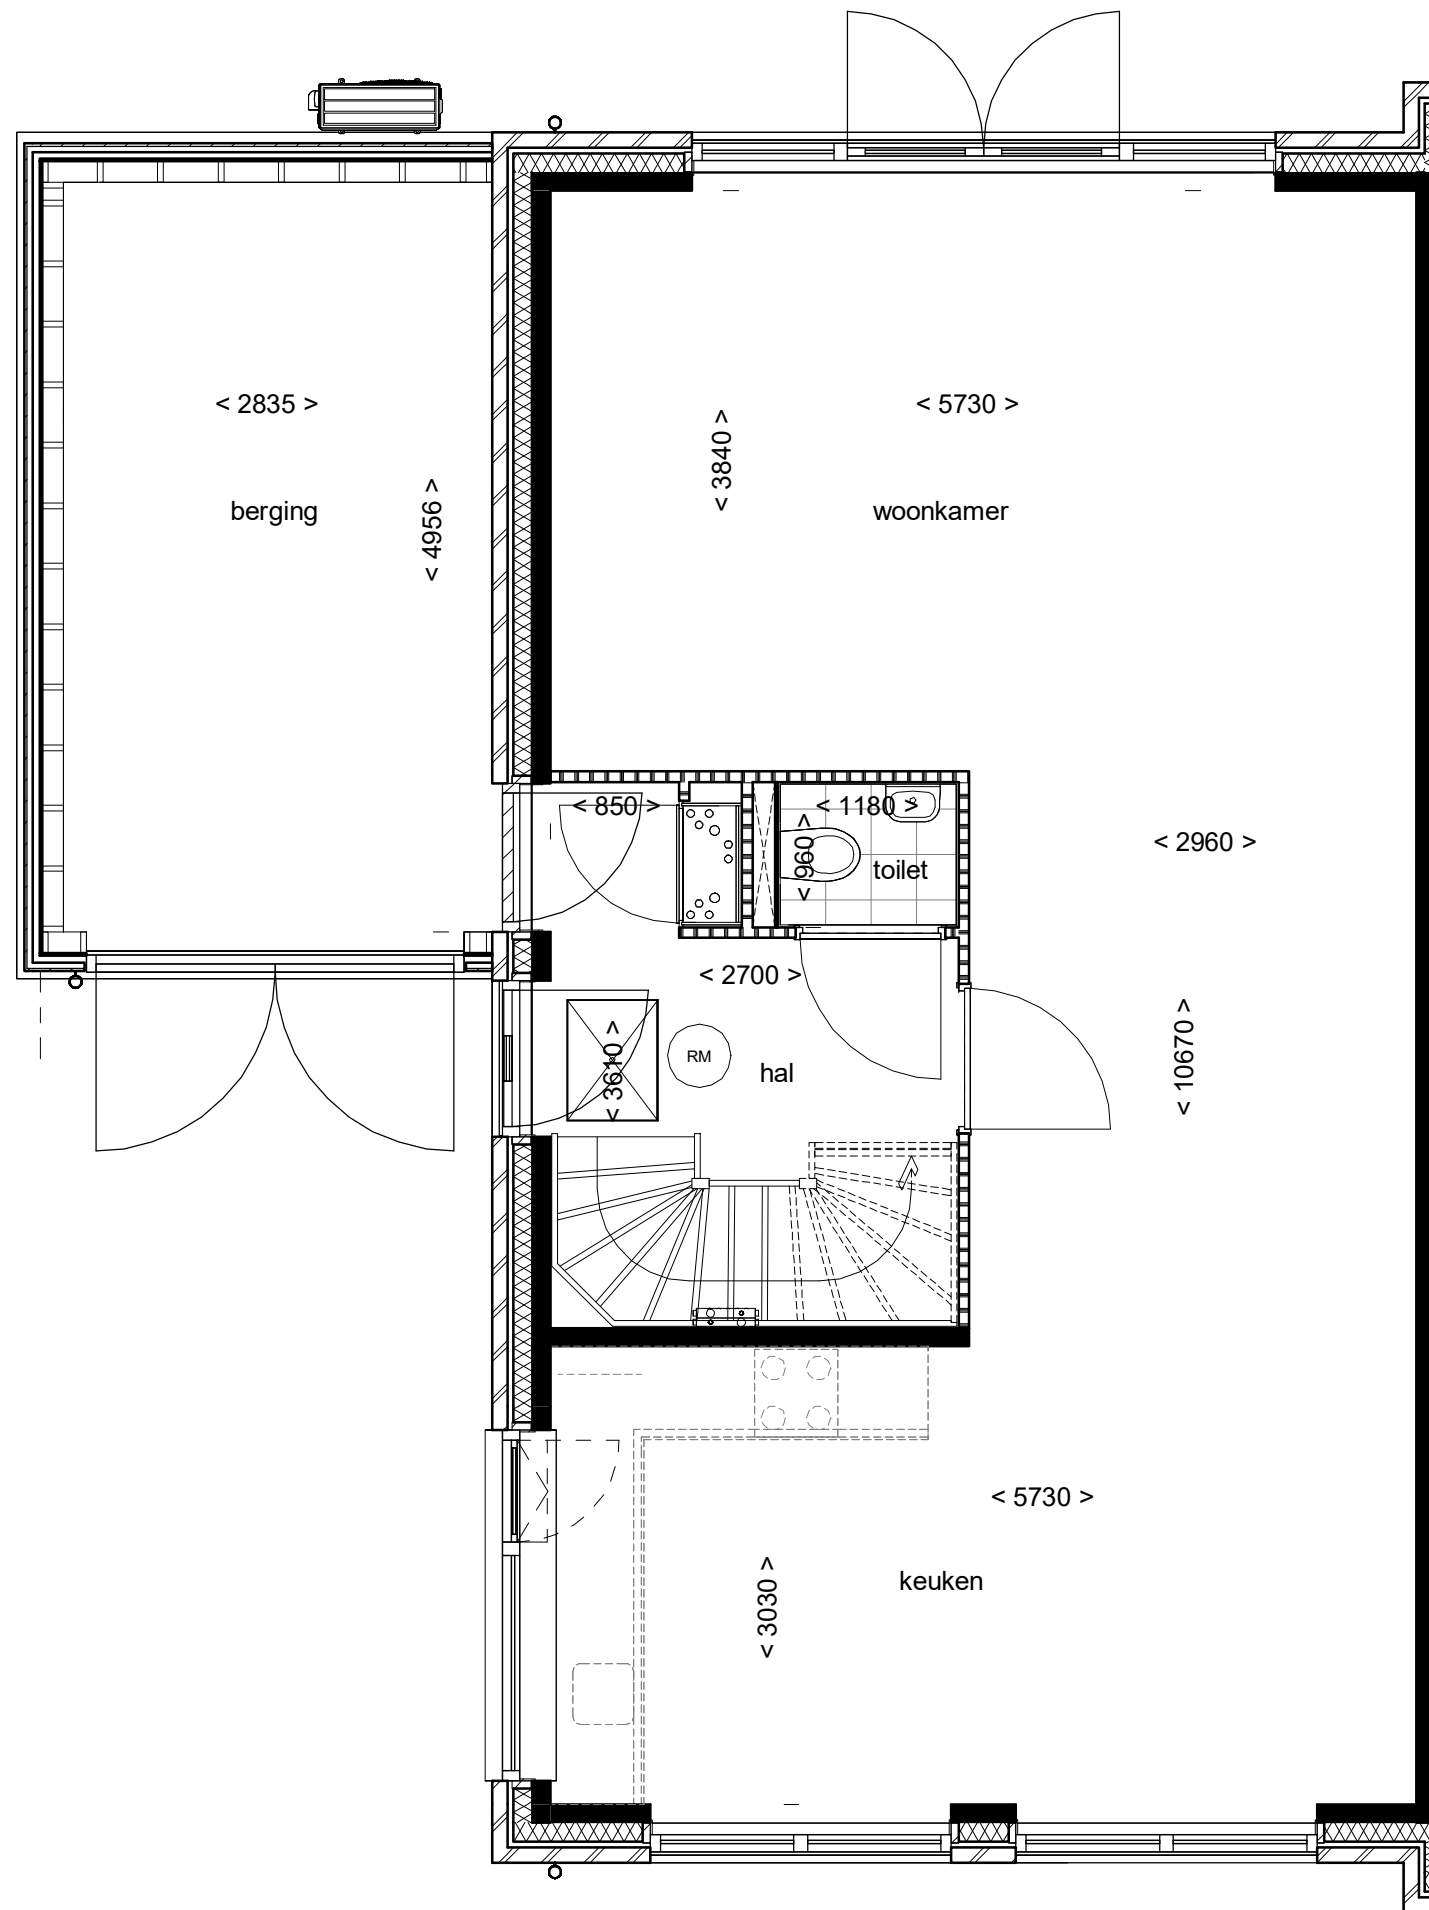 < 2835 >
< 5730 >
< 3840 >
< 4956 >
berging
woonkamer
< 850 >
< 1180 >
< 960 >
toilet
< 2960 >
< 2700 >
< 3610 >
RM
hal
< 10670 >
< 5730 >
keuken
< 3030 >